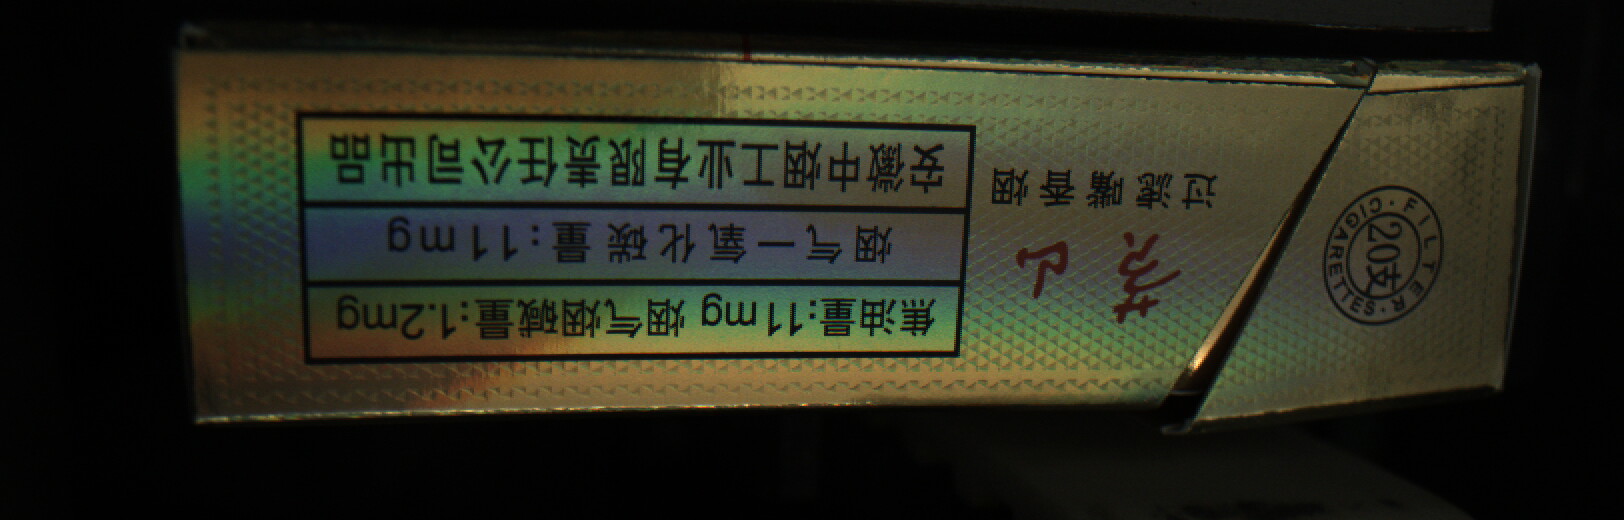 FILTER · CIGARETTES ·
20支
黄山
过滤嘴香烟
焦油量:11mg 烟气烟碱量:1.2mg
烟气一氧化碳量:11mg
安徽中烟工业有限责任公司出品